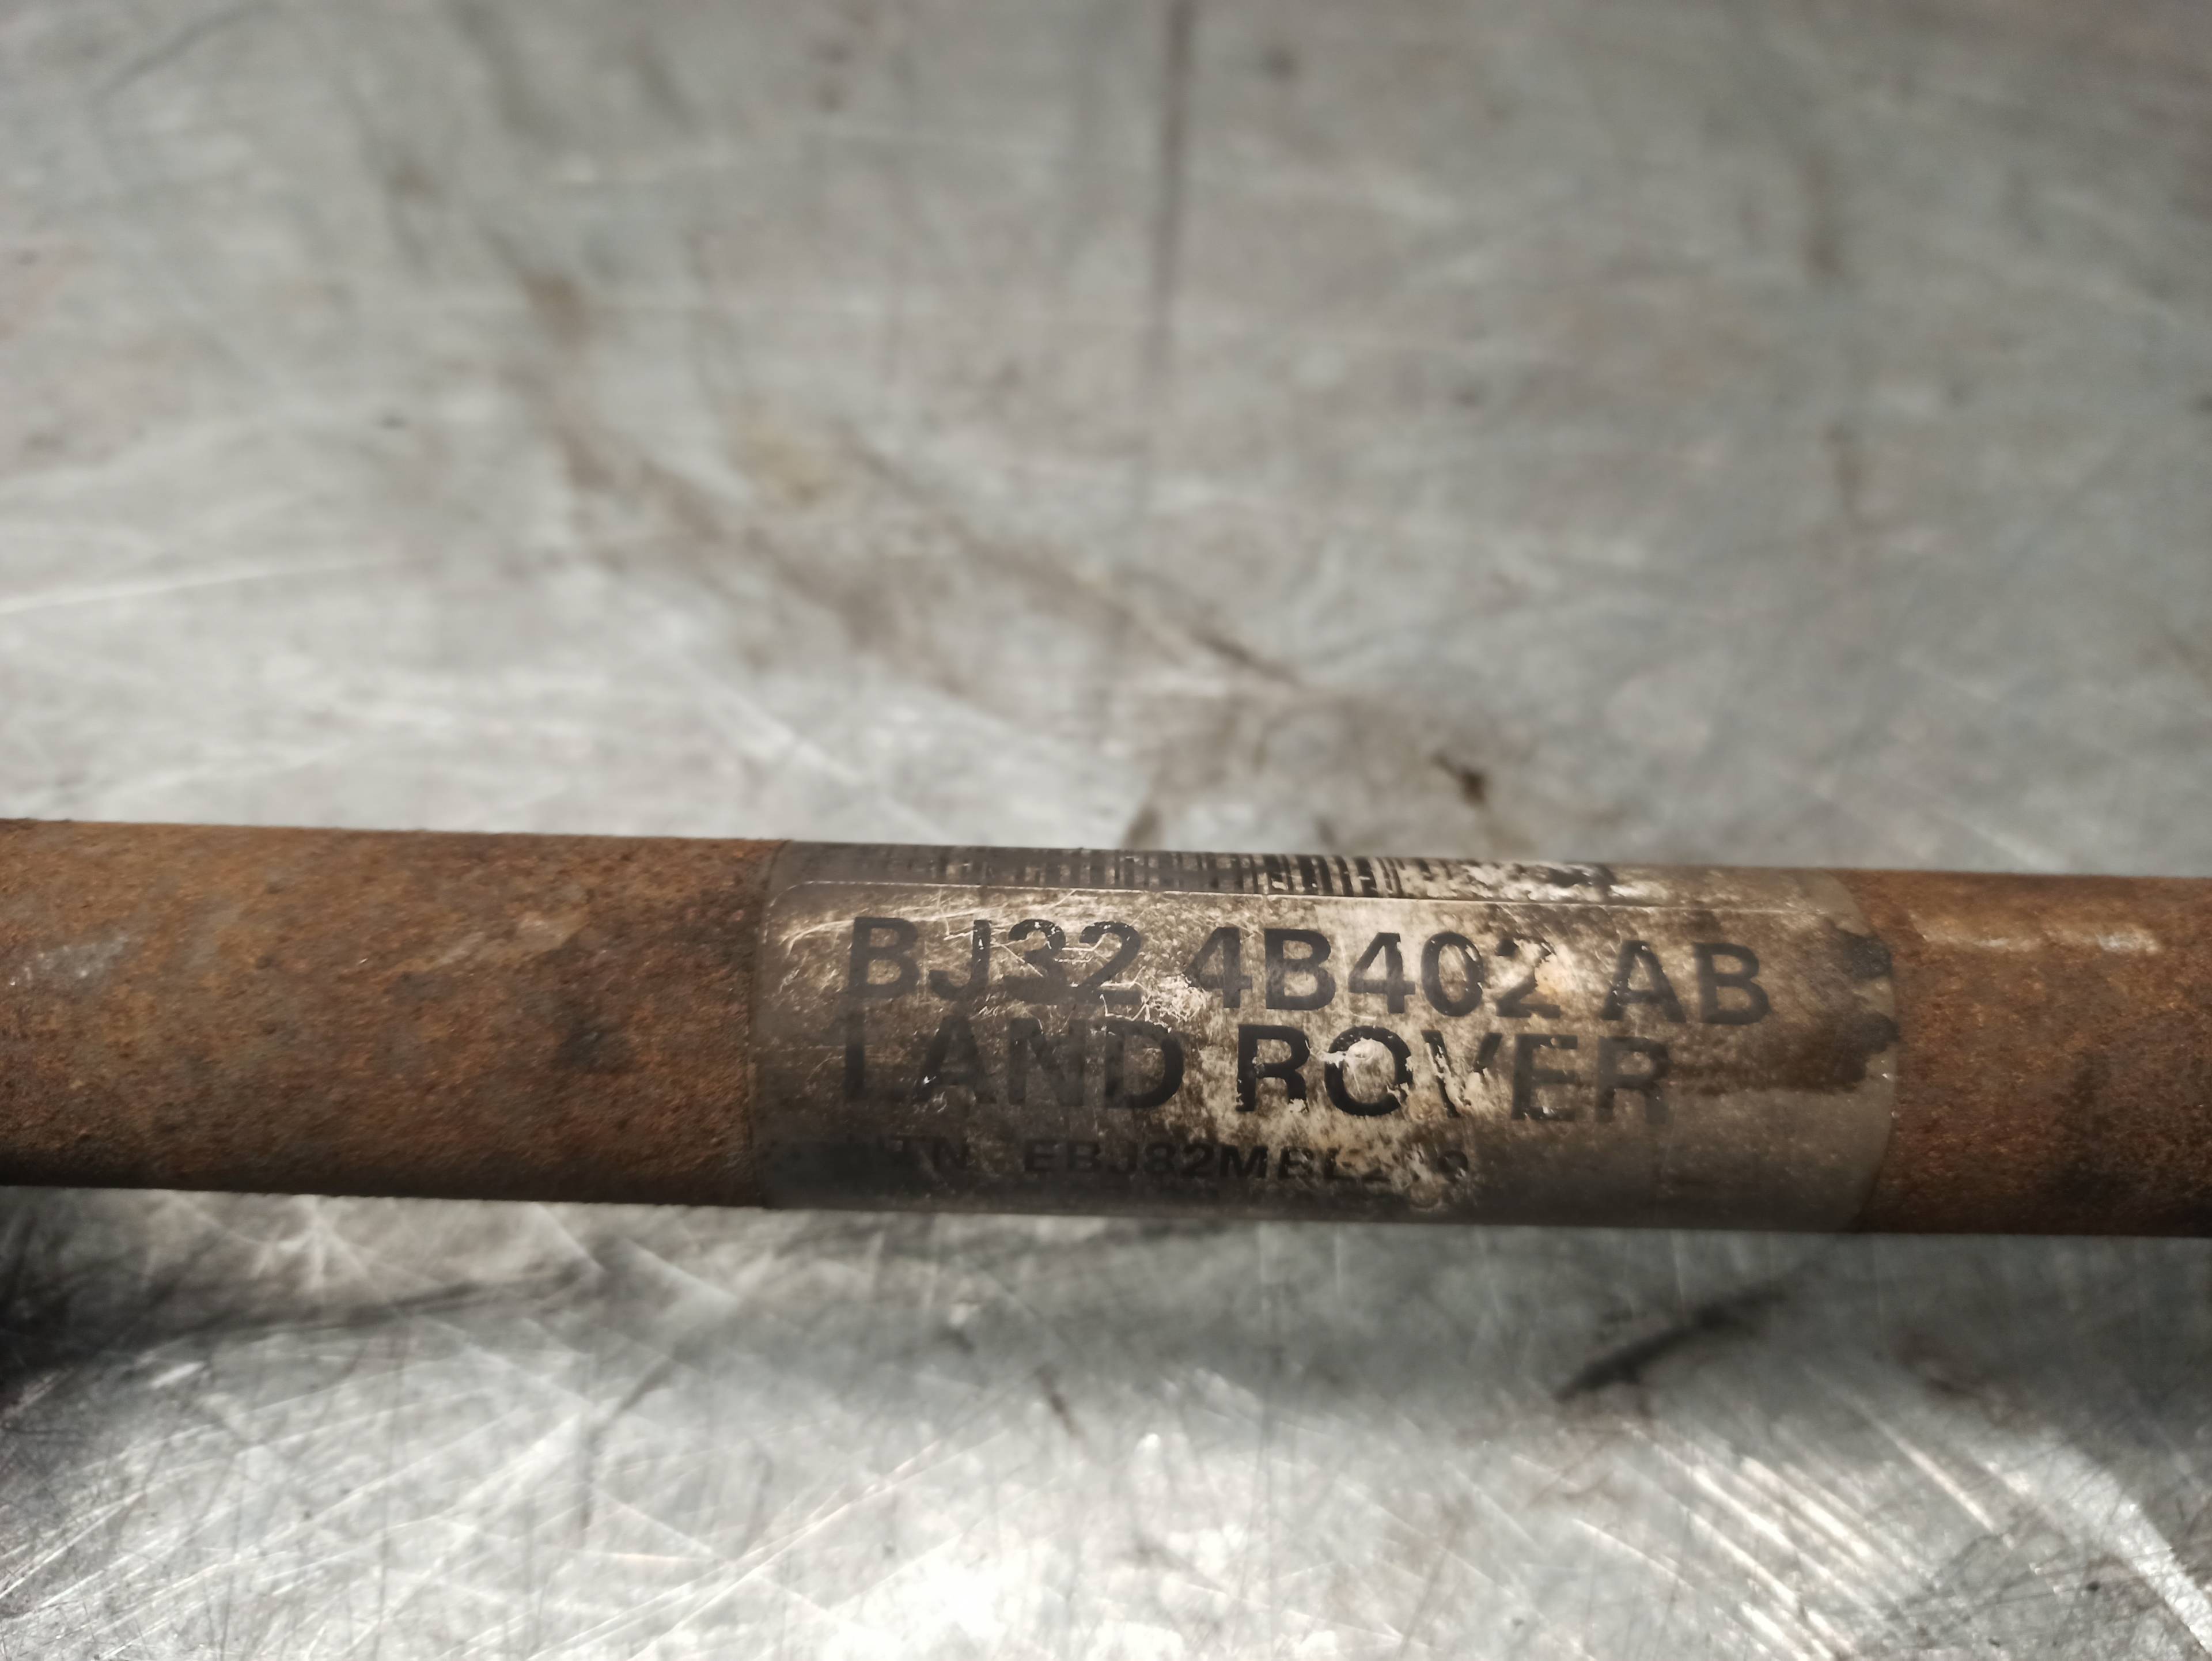 BJ32 4B402 AB
LAND ROVER